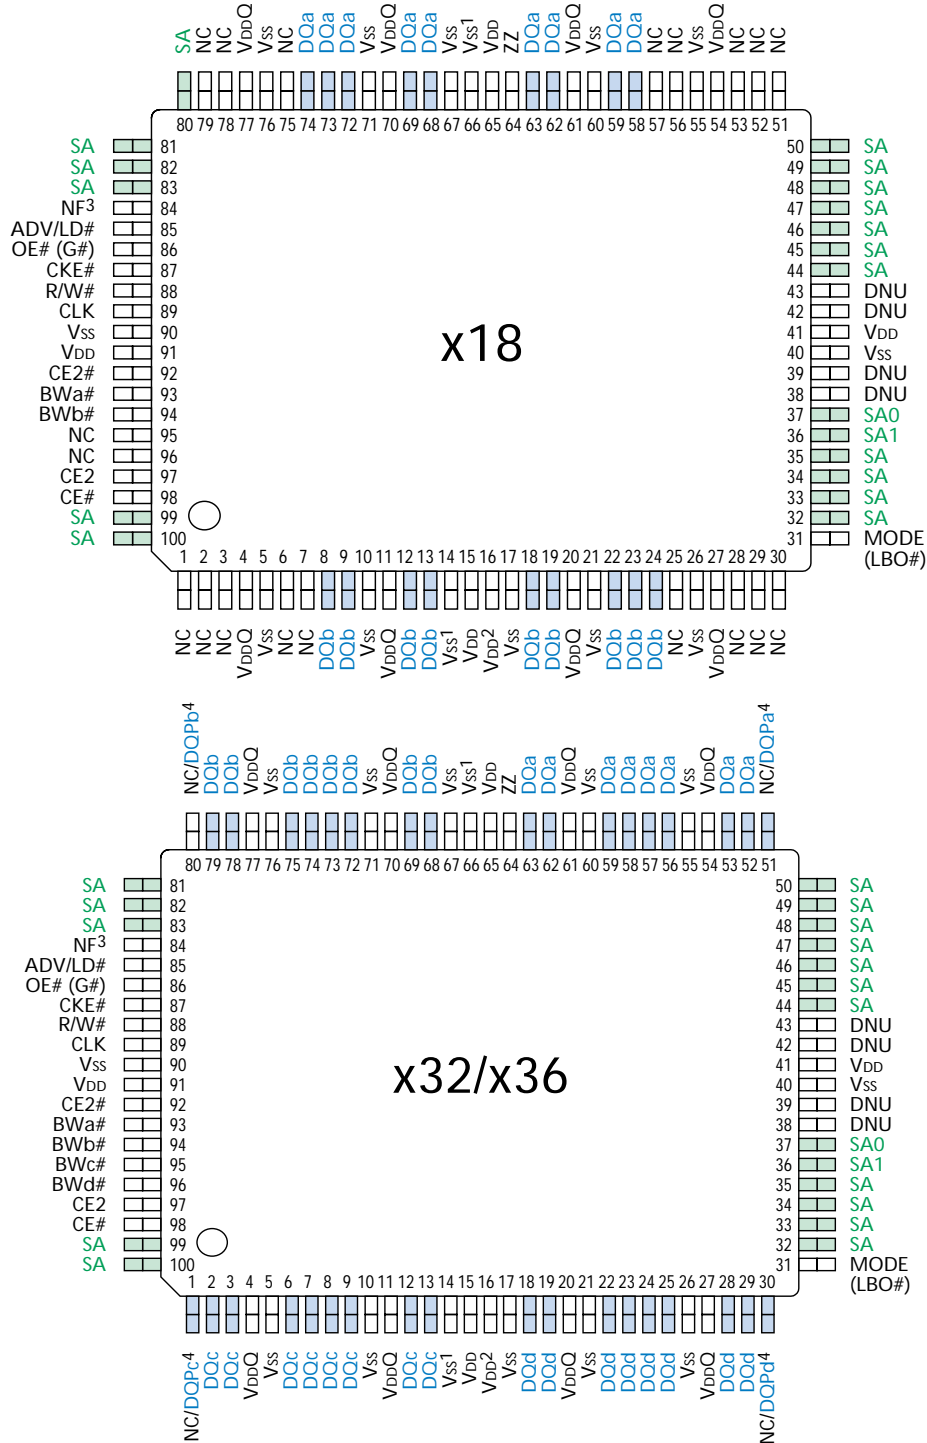 SA NC NC VDDQ Vss NC DQa DQa DQa Vss VDDQ DQa DQa Vss Vss¹ VDD ZZ DQa DQa VDDQ Vss DQa DQa NC NC Vss VDDQ NC NC NC
80 79 78 77 76 75 74 73 72 71 70 69 68 67 66 65 64 63 62 61 60 59 58 57 56 55 54 53 52 51
SA 81 50 SA
SA 82 49 SA
SA 83 48 SA
NF³ 84 47 SA
ADV/LD# 85 46 SA
OE# (G#) 86 45 SA
CKE# 87 44 SA
R/W# 88 43 DNU
CLK 89 42 DNU
Vss 90 41 VDD
x18
VDD 91 40 Vss
CE2# 92 39 DNU
BWa# 93 38 DNU
BWb# 94 37 SA0
NC 95 36 SA1
NC 96 35 SA
CE2 97 34 SA
CE# 98 33 SA
SA 99 32 SA
SA 100 31 MODE
(LBO#)
1 2 3 4 5 6 7 8 9 10 11 12 13 14 15 16 17 18 19 20 21 22 23 24 25 26 27 28 29 30
NC NC NC VDDQ Vss NC NC DQb DQb Vss VDDQ DQb DQb Vss¹ VDD VDD² Vss DQb DQb VDDQ Vss DQb DQb DQb NC Vss VDDQ NC NC NC
NC/DQPb⁴ DQb DQb VDDQ Vss DQb DQb DQb DQb Vss VDDQ DQb DQb Vss Vss¹ VDD ZZ DQa DQa VDDQ Vss DQa DQa DQa DQa Vss VDDQ DQa DQa NC/DQPa⁴
80 79 78 77 76 75 74 73 72 71 70 69 68 67 66 65 64 63 62 61 60 59 58 57 56 55 54 53 52 51
SA 81 50 SA
SA 82 49 SA
SA 83 48 SA
NF³ 84 47 SA
ADV/LD# 85 46 SA
OE# (G#) 86 45 SA
CKE# 87 44 SA
R/W# 88 43 DNU
CLK 89 42 DNU
Vss 90 41 VDD
x32/x36
VDD 91 40 Vss
CE2# 92 39 DNU
BWa# 93 38 DNU
BWb# 94 37 SA0
BWc# 95 36 SA1
BWd# 96 35 SA
CE2 97 34 SA
CE# 98 33 SA
SA 99 32 SA
SA 100 31 MODE
(LBO#)
1 2 3 4 5 6 7 8 9 10 11 12 13 14 15 16 17 18 19 20 21 22 23 24 25 26 27 28 29 30
NC/DQPc⁴ DQc DQc VDDQ Vss DQc DQc DQc DQc Vss VDDQ DQc DQc Vss¹ VDD VDD² Vss DQd DQd VDDQ Vss DQd DQd DQd DQd Vss VDDQ DQd DQd NC/DQPd⁴